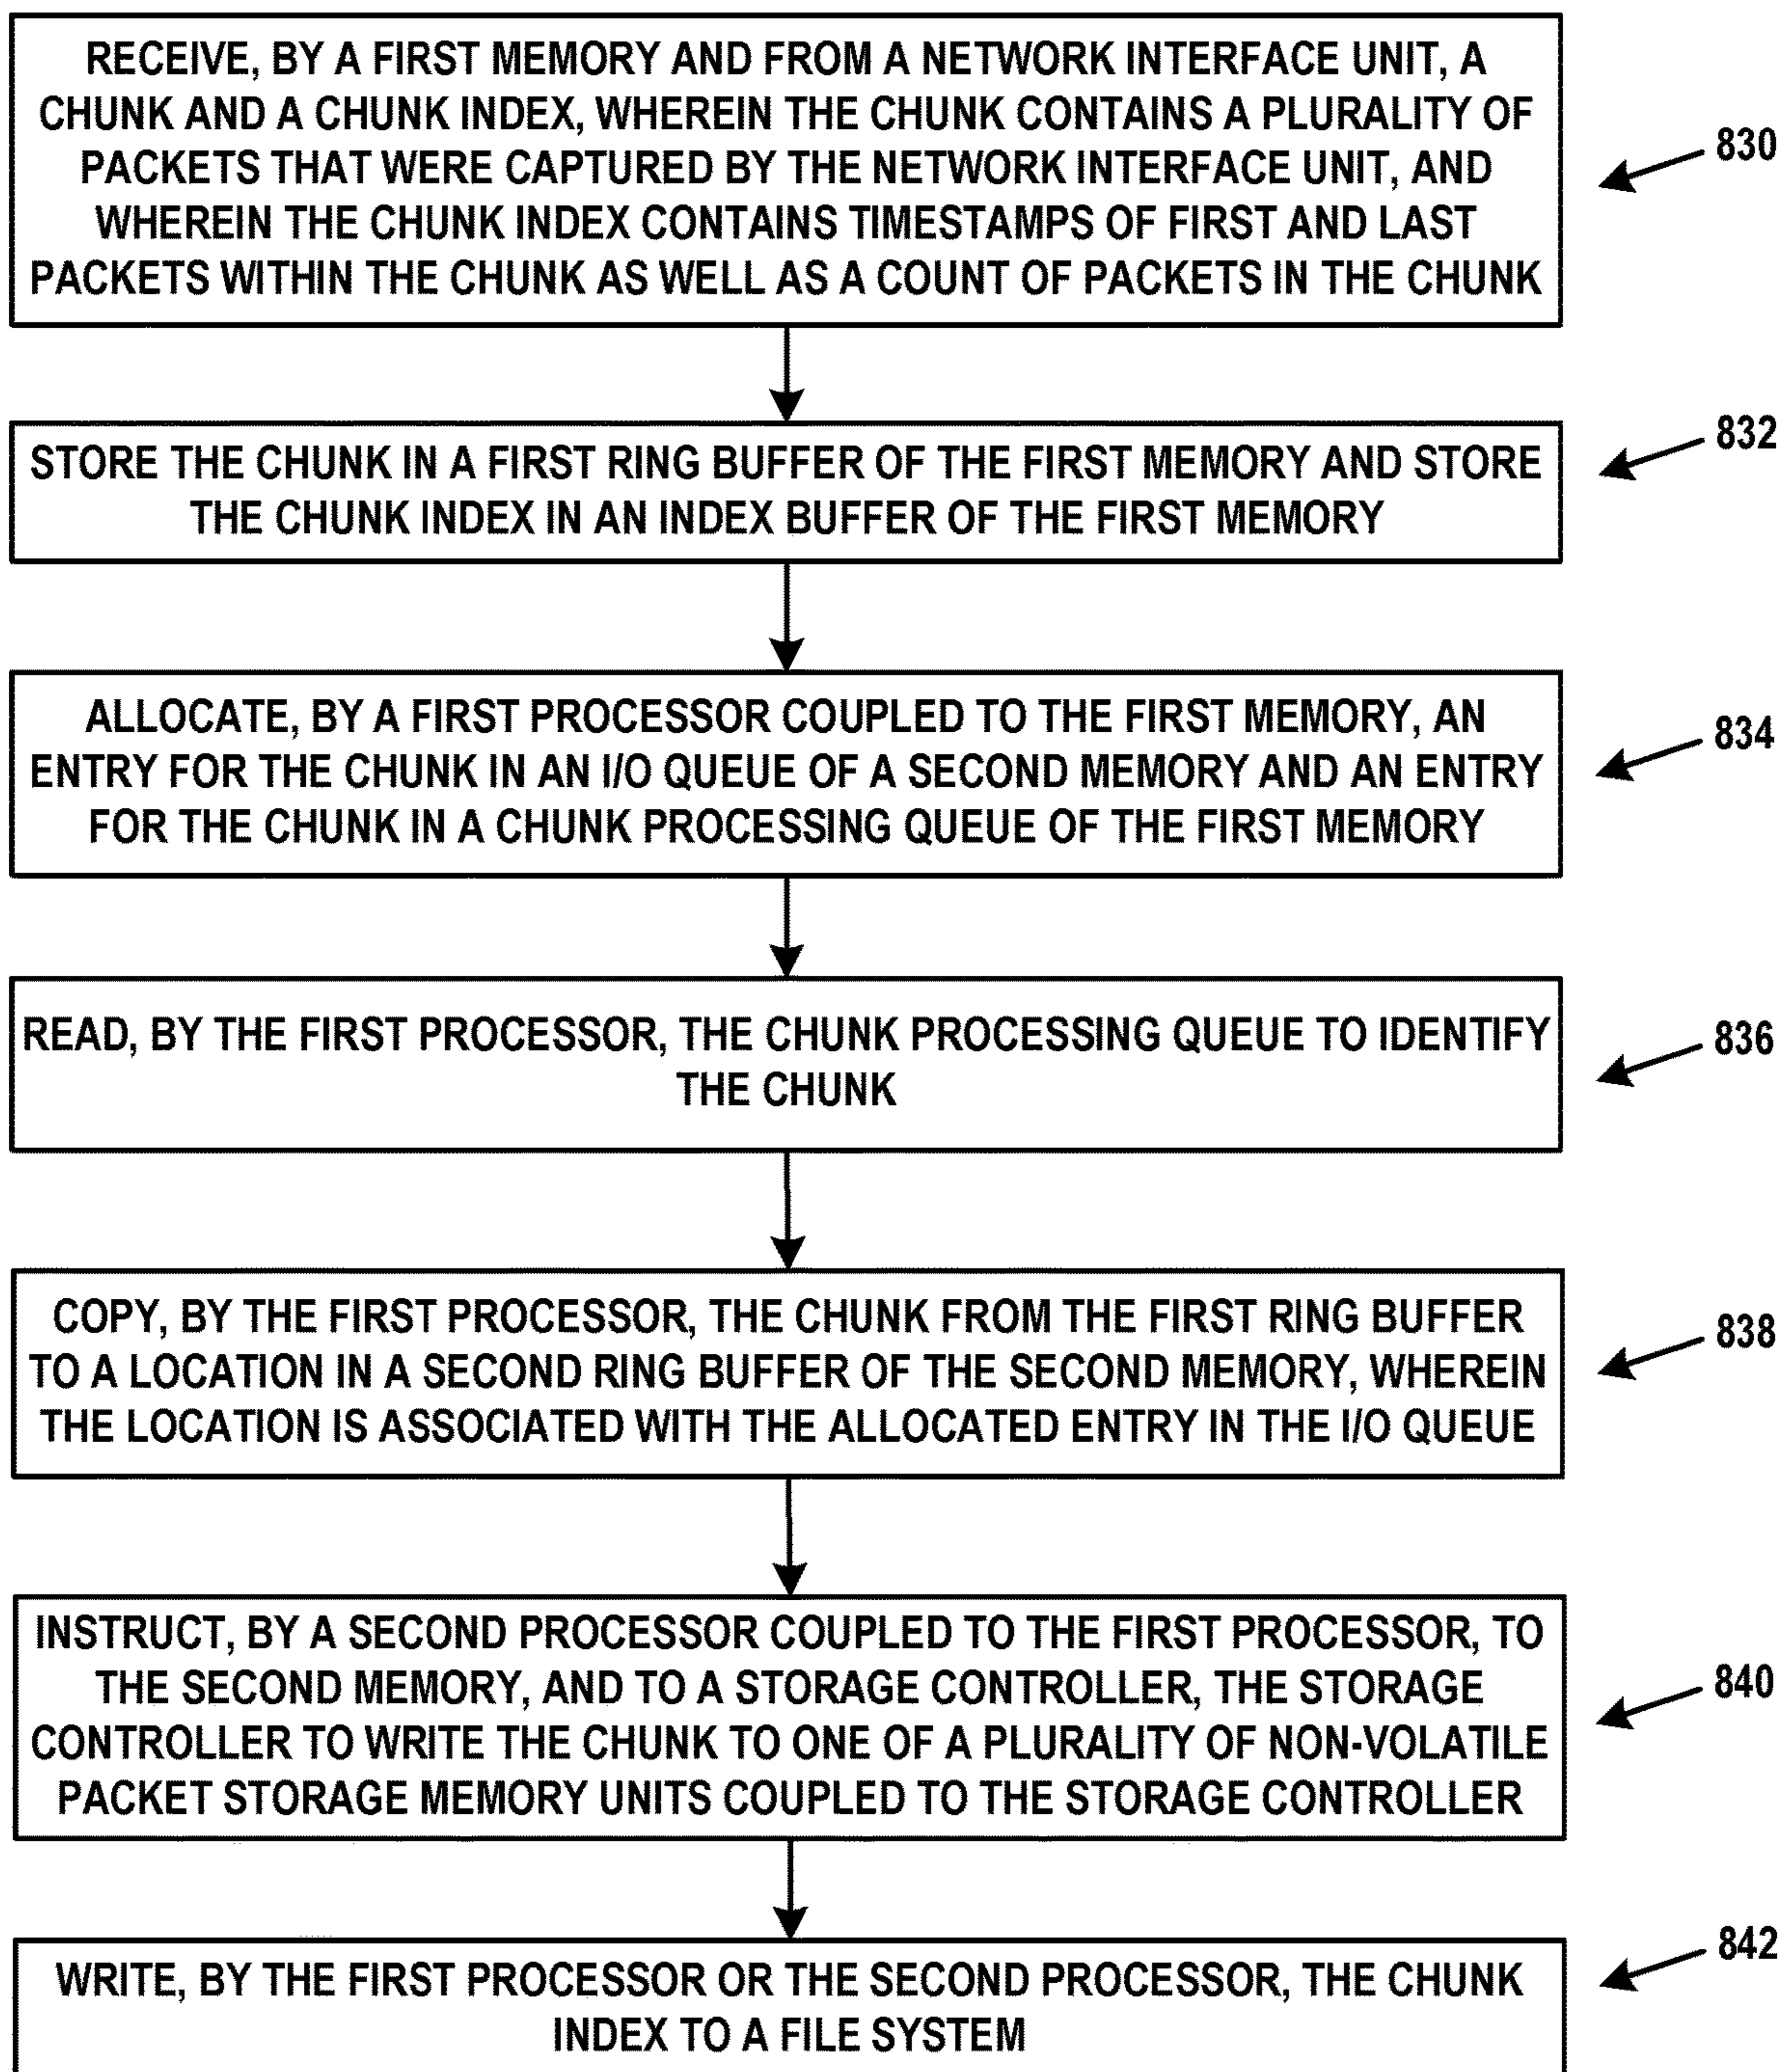 RECEIVE, BY A FIRST MEMORY AND FROM A NETWORK INTERFACE UNIT, A
CHUNK AND A CHUNK INDEX, WHEREIN THE CHUNK CONTAINS A PLURALITY OF
PACKETS THAT WERE CAPTURED BY THE NETWORK INTERFACE UNIT, AND
WHEREIN THE CHUNK INDEX CONTAINS TIMESTAMPS OF FIRST AND LAST
PACKETS WITHIN THE CHUNK AS WELL AS A COUNT OF PACKETS IN THE CHUNK
830
STORE THE CHUNK IN A FIRST RING BUFFER OF THE FIRST MEMORY AND STORE
THE CHUNK INDEX IN AN INDEX BUFFER OF THE FIRST MEMORY
832
ALLOCATE, BY A FIRST PROCESSOR COUPLED TO THE FIRST MEMORY, AN
ENTRY FOR THE CHUNK IN AN I/O QUEUE OF A SECOND MEMORY AND AN ENTRY
FOR THE CHUNK IN A CHUNK PROCESSING QUEUE OF THE FIRST MEMORY
834
READ, BY THE FIRST PROCESSOR, THE CHUNK PROCESSING QUEUE TO IDENTIFY
THE CHUNK
836
COPY, BY THE FIRST PROCESSOR, THE CHUNK FROM THE FIRST RING BUFFER
TO A LOCATION IN A SECOND RING BUFFER OF THE SECOND MEMORY, WHEREIN
THE LOCATION IS ASSOCIATED WITH THE ALLOCATED ENTRY IN THE I/O QUEUE
838
INSTRUCT, BY A SECOND PROCESSOR COUPLED TO THE FIRST PROCESSOR, TO
THE SECOND MEMORY, AND TO A STORAGE CONTROLLER, THE STORAGE
CONTROLLER TO WRITE THE CHUNK TO ONE OF A PLURALITY OF NON-VOLATILE
PACKET STORAGE MEMORY UNITS COUPLED TO THE STORAGE CONTROLLER
840
WRITE, BY THE FIRST PROCESSOR OR THE SECOND PROCESSOR, THE CHUNK
INDEX TO A FILE SYSTEM
842